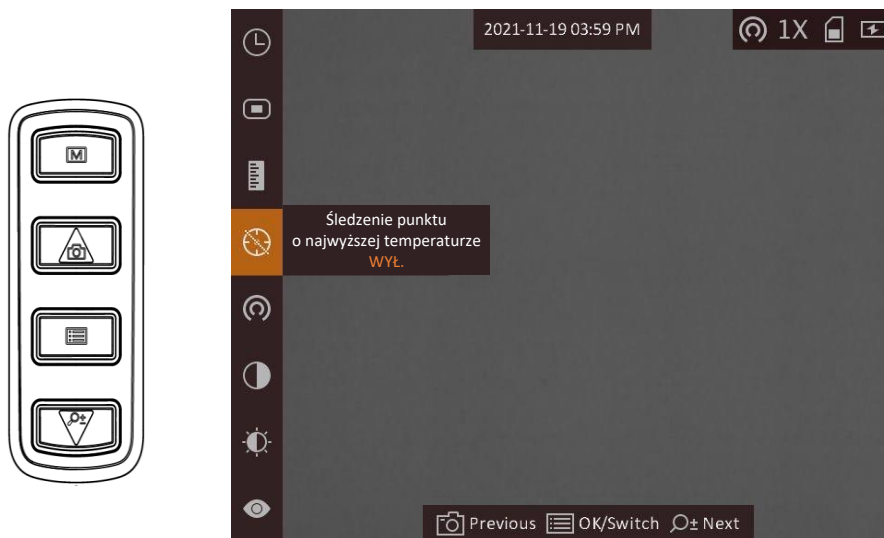 M
2021-11-19 03:59 PM
1X
Śledzenie punktu
o najwyższej temperaturze
WYŁ.
Previous OK/Switch Next